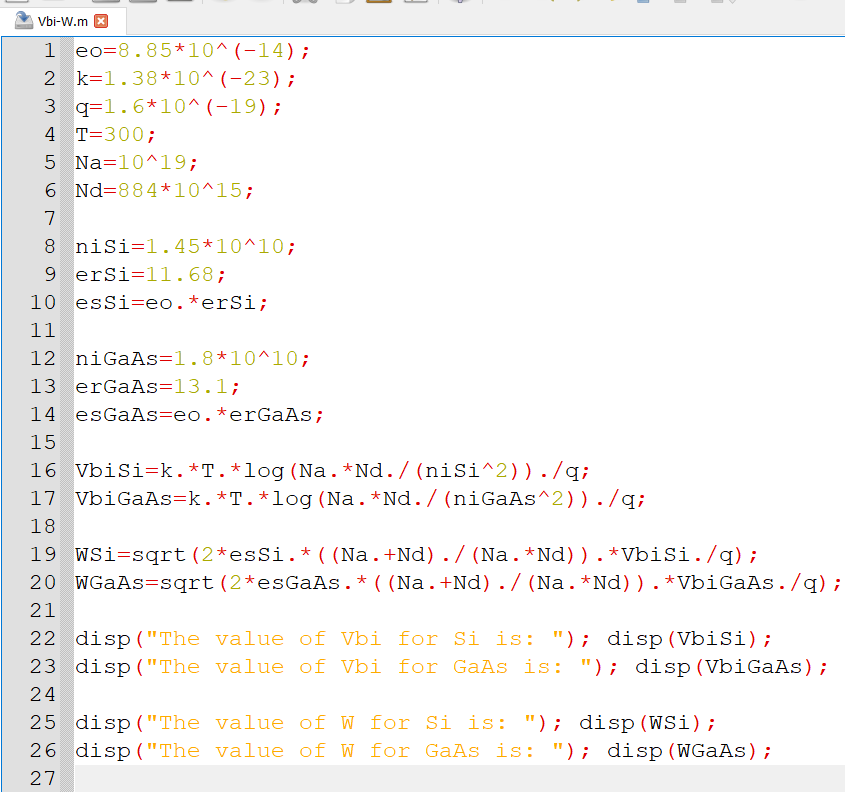 Vbi-W.m
1 eo=8.85*10^(-14);
2 k=1.38*10^(-23);
3 q=1.6*10^(-19);
4 T=300;
5 Na=10^19;
6 Nd=884*10^15;
7
8 niSi=1.45*10^10;
9 erSi=11.68;
10 esSi=eo.*erSi;
11
12 niGaAs=1.8*10^10;
13 erGaAs=13.1;
14 esGaAs=eo.*erGaAs;
15
16 VbiSi=k.*T.*log(Na.*Nd./(niSi^2))./q;
17 VbiGaAs=k.*T.*log(Na.*Nd./(niGaAs^2))./q;
18
19 WSi=sqrt(2*esSi.*((Na.+Nd)./(Na.*Nd)).*VbiSi./q);
20 WGaAs=sqrt(2*esGaAs.*((Na.+Nd)./(Na.*Nd)).*VbiGaAs./q);
21
22 disp("The value of Vbi for Si is: "); disp(VbiSi);
23 disp("The value of Vbi for GaAs is: "); disp(VbiGaAs);
24
25 disp("The value of W for Si is: "); disp(WSi);
26 disp("The value of W for GaAs is: "); disp(WGaAs);
27